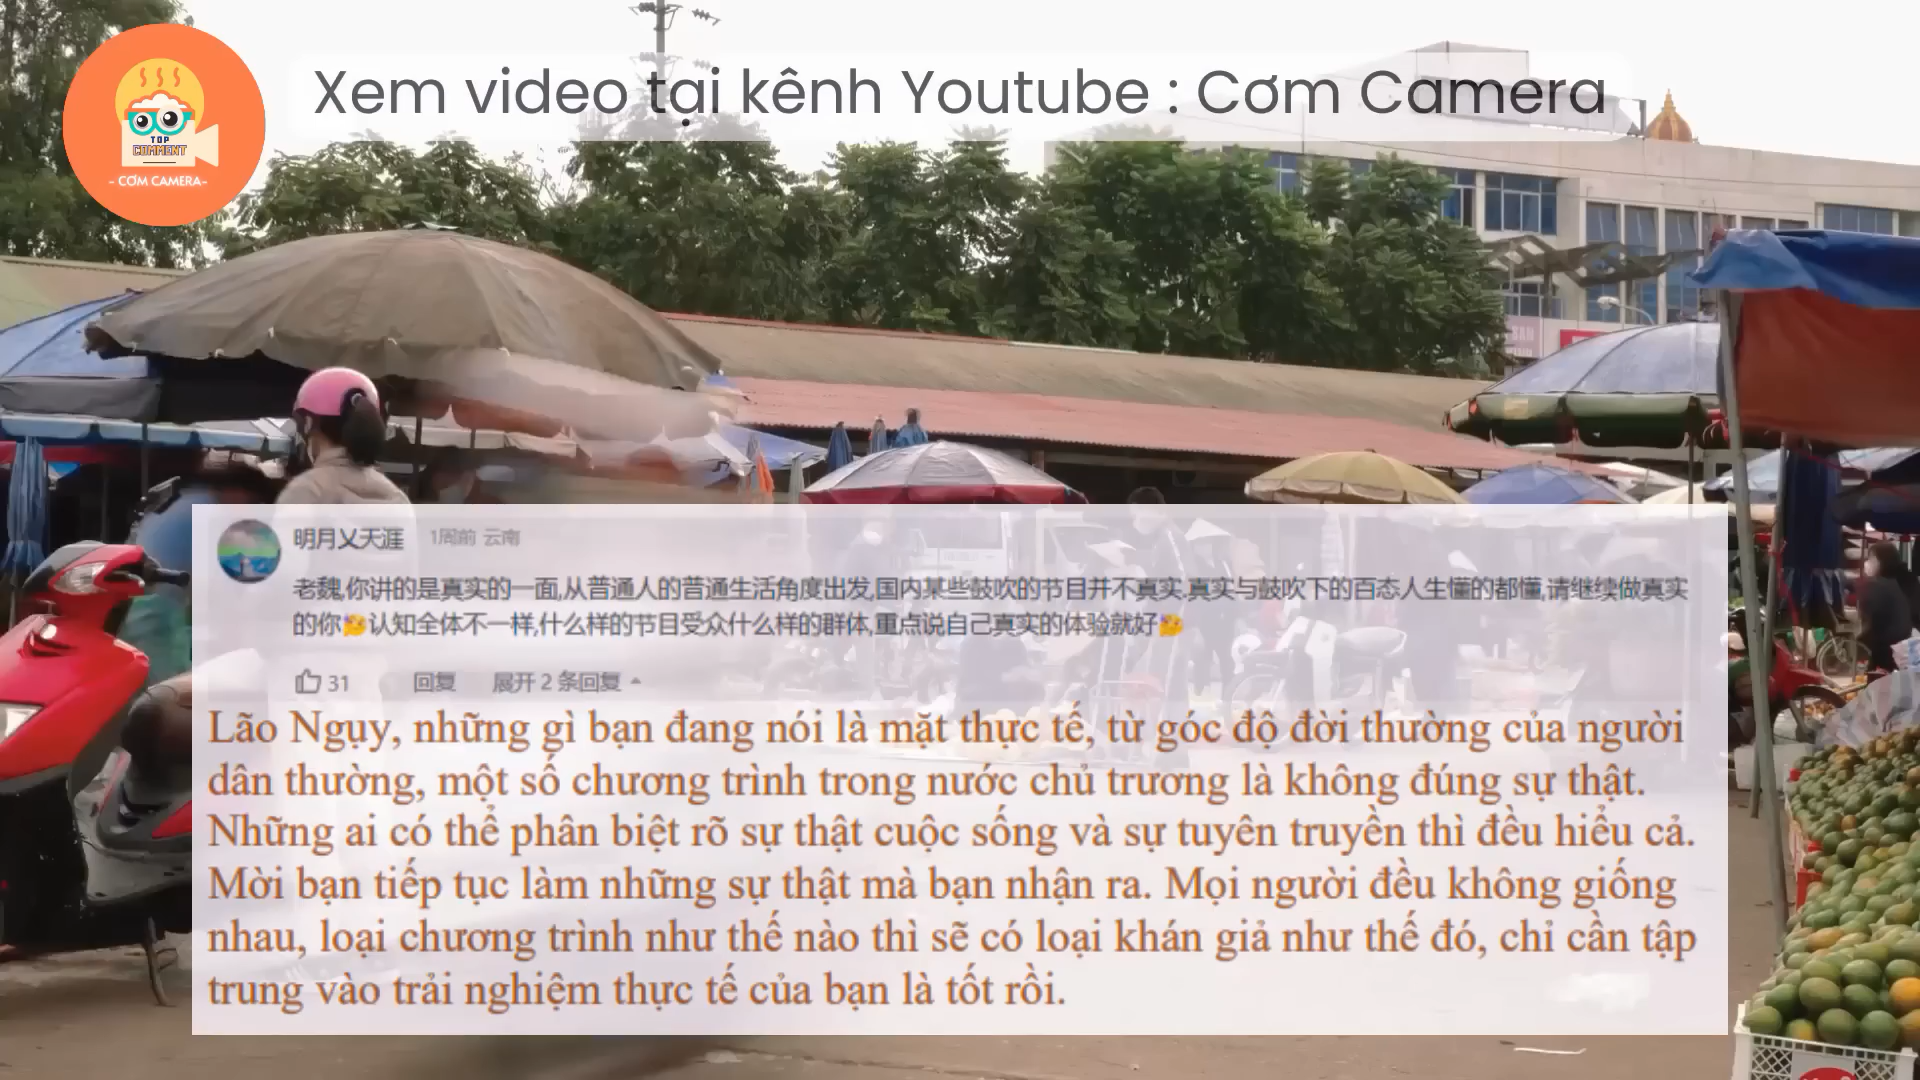 Xem video tại kênh Youtube : Cơm Camera
TOP
COMMENT
- CƠM CAMERA-
明月乂天涯 1周前 云南
老魏,你讲的是真实的一面,从普通人的普通生活角度出发,国内某些鼓吹的节目并不真实.真实与鼓吹下的百态人生懂的都懂,请继续做真实
的你🤔认知全体不一样,什么样的节目受众什么样的群体,重点说自己真实的体验就好🤔
31 回复 展开 2 条回复
Lão Ngụy, những gì bạn đang nói là mặt thực tế, từ góc độ đời thường của người
dân thường, một số chương trình trong nước chủ trương là không đúng sự thật.
Những ai có thể phân biệt rõ sự thật cuộc sống và sự tuyên truyền thì đều hiểu cả.
Mời bạn tiếp tục làm những sự thật mà bạn nhận ra. Mọi người đều không giống
nhau, loại chương trình như thế nào thì sẽ có loại khán giả như thế đó, chỉ cần tập
trung vào trải nghiệm thực tế của bạn là tốt rồi.